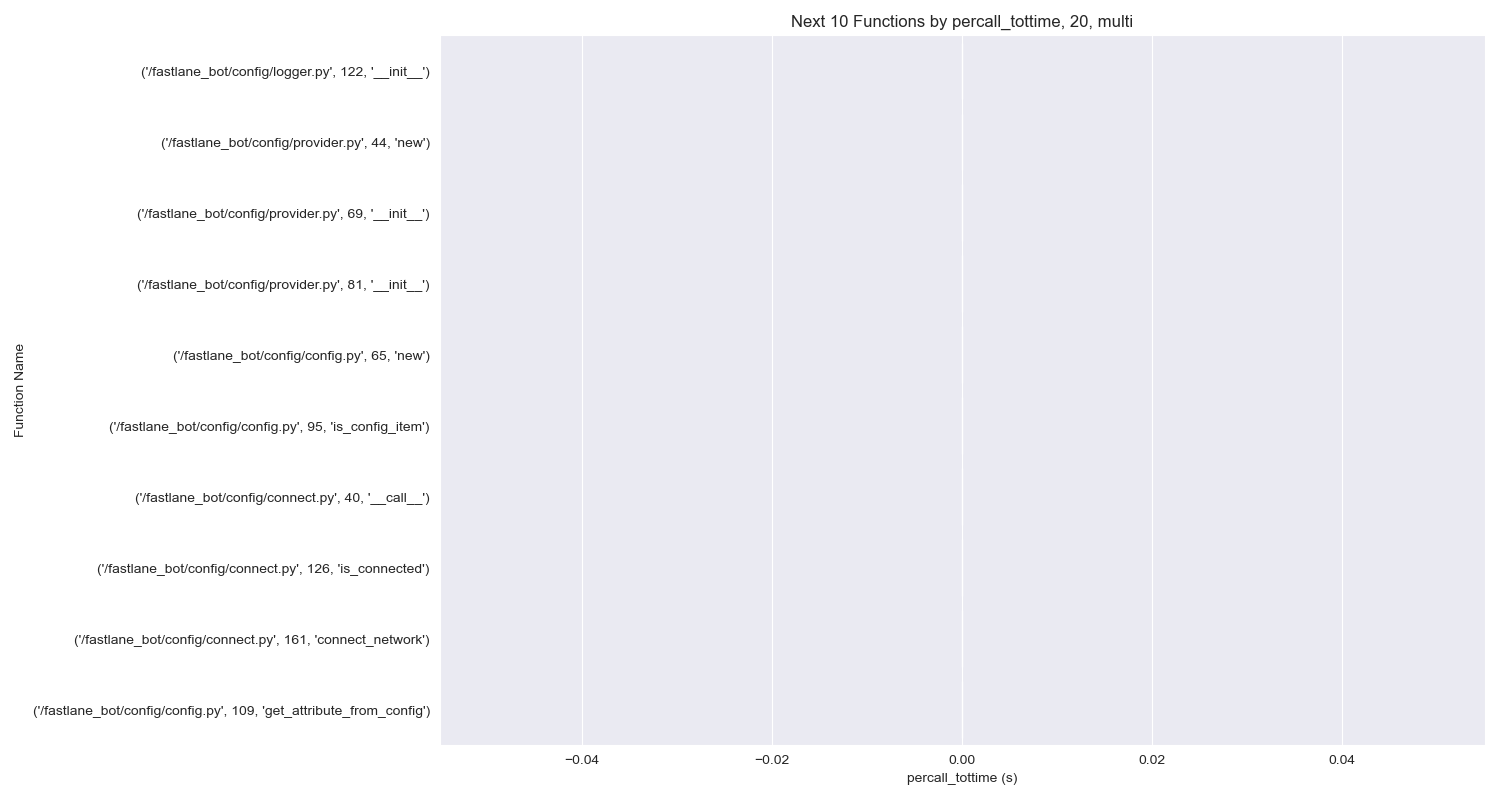 Next 10 Functions by percall_tottime, 20, multi
('/fastlane_bot/config/logger.py', 122, '__init__')
('/fastlane_bot/config/provider.py', 44, 'new')
('/fastlane_bot/config/provider.py', 69, '__init__')
('/fastlane_bot/config/provider.py', 81, '__init__')
('/fastlane_bot/config/config.py', 65, 'new')
('/fastlane_bot/config/config.py', 95, 'is_config_item')
('/fastlane_bot/config/connect.py', 40, '__call__')
('/fastlane_bot/config/connect.py', 126, 'is_connected')
('/fastlane_bot/config/connect.py', 161, 'connect_network')
('/fastlane_bot/config/config.py', 109, 'get_attribute_from_config')
Function Name
−0.04 −0.02 0.00 0.02 0.04
percall_tottime (s)